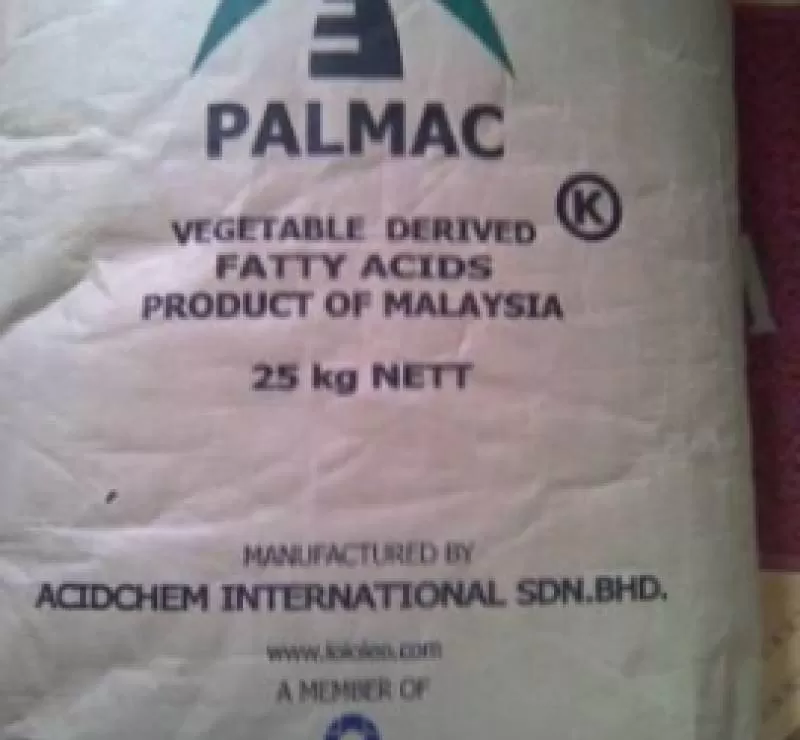 PALMAC
K
VEGETABLE DERIVED
FATTY ACIDS
PRODUCT OF MALAYSIA
25 kg NETT
MANUFACTURED BY
ACIDCHEM INTERNATIONAL SDN.BHD.
A MEMBER OF